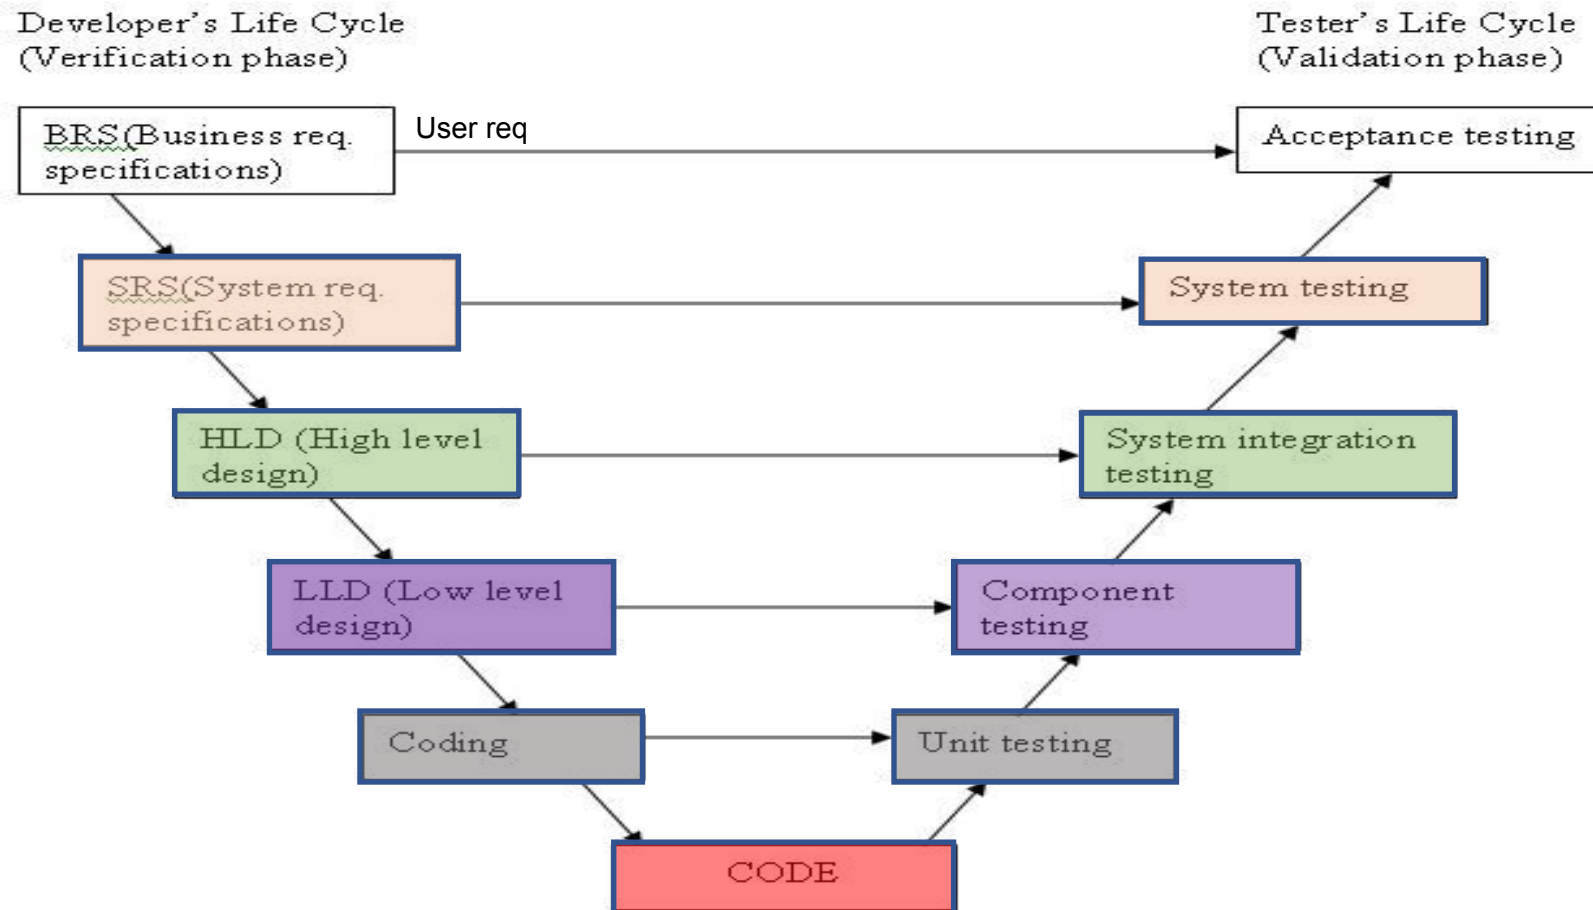 Developer's Life Cycle
(Verification phase)
Tester's Life Cycle
(Validation phase)
BRS(Business req.
specifications)
User req
Acceptance testing
SRS(System req.
specifications)
System testing
HLD (High level
design)
System integration
testing
LLD (Low level
design)
Component
testing
Coding
Unit testing
CODE